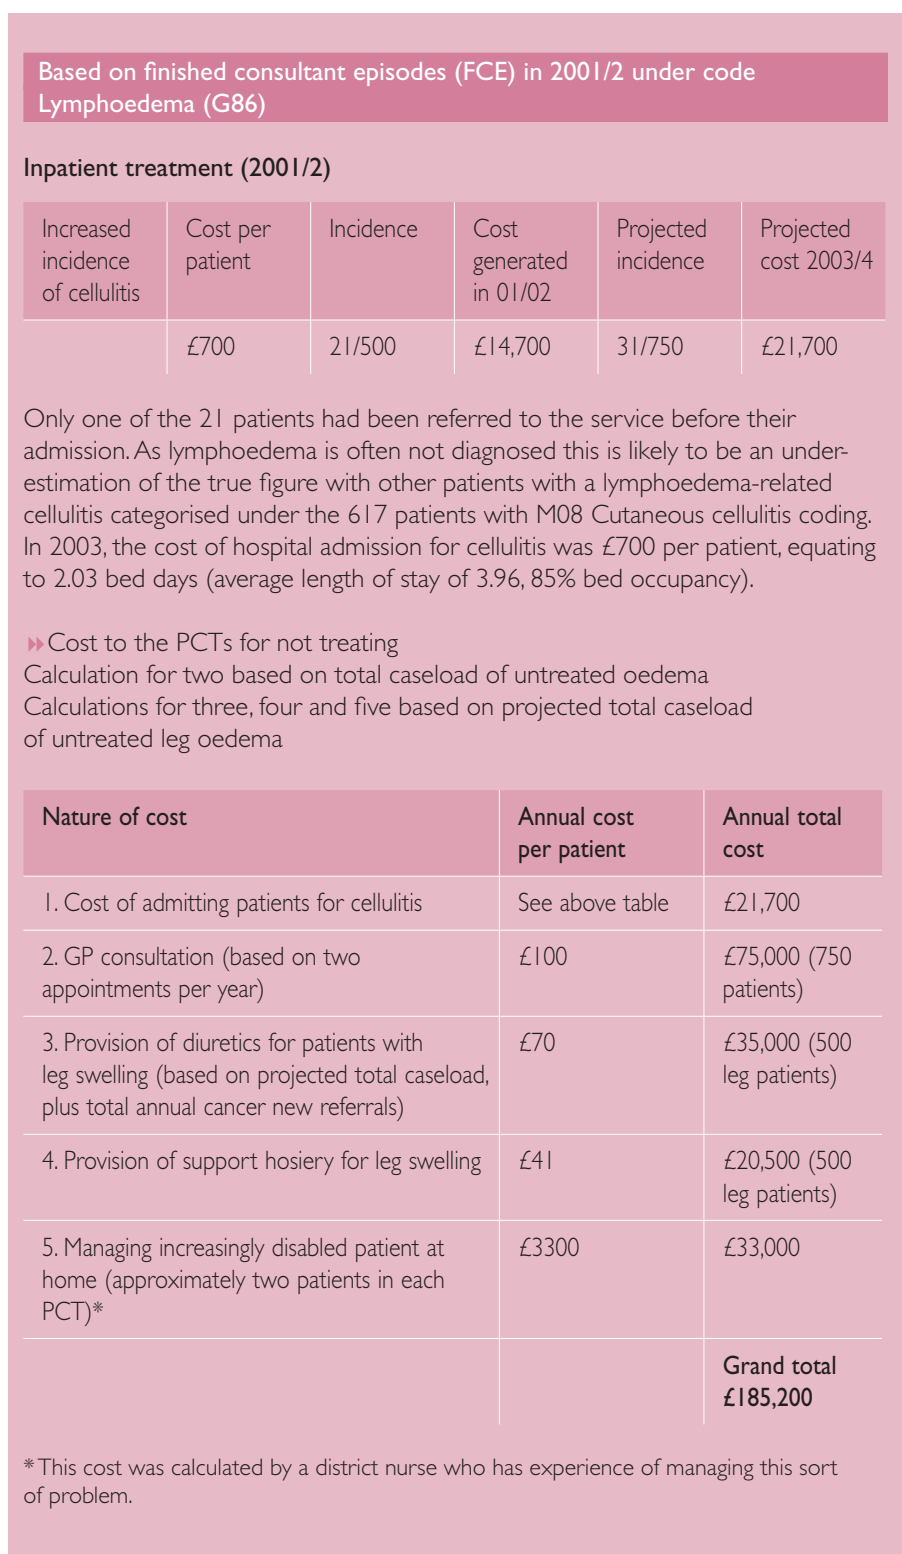 Based on finished consultant episodes (FCE) in 2001/2 under code
Lymphoedema (G86)
Inpatient treatment (2001/2)
Increased incidence of cellulitis | Cost per patient | Incidence | Cost generated in 01/02 | Projected incidence | Projected cost 2003/4
£700 | 21/500 | £14,700 | 31/750 | £21,700
Only one of the 21 patients had been referred to the service before their
admission. As lymphoedema is often not diagnosed this is likely to be an under-
estimation of the true figure with other patients with a lymphoedema-related
cellulitis categorised under the 617 patients with M08 Cutaneous cellulitis coding.
In 2003, the cost of hospital admission for cellulitis was £700 per patient, equating
to 2.03 bed days (average length of stay of 3.96, 85% bed occupancy).
Cost to the PCTs for not treating
Calculation for two based on total caseload of untreated oedema
Calculations for three, four and five based on projected total caseload
of untreated leg oedema
Nature of cost | Annual cost per patient | Annual total cost
1. Cost of admitting patients for cellulitis | See above table | £21,700
2. GP consultation (based on two appointments per year) | £100 | £75,000 (750 patients)
3. Provision of diuretics for patients with leg swelling (based on projected total caseload, plus total annual cancer new referrals) | £70 | £35,000 (500 leg patients)
4. Provision of support hosiery for leg swelling | £41 | £20,500 (500 leg patients)
5. Managing increasingly disabled patient at home (approximately two patients in each PCT)* | £3300 | £33,000
Grand total
£185,200
*This cost was calculated by a district nurse who has experience of managing this sort
of problem.